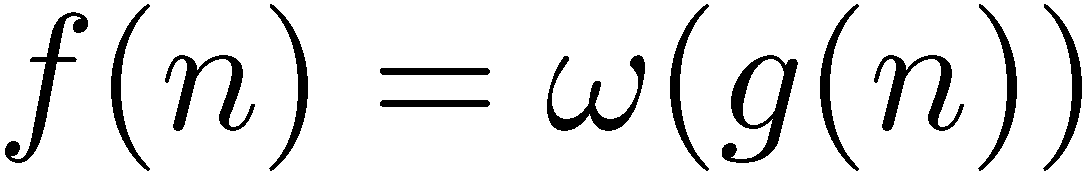 f(n) = ω(g(n))